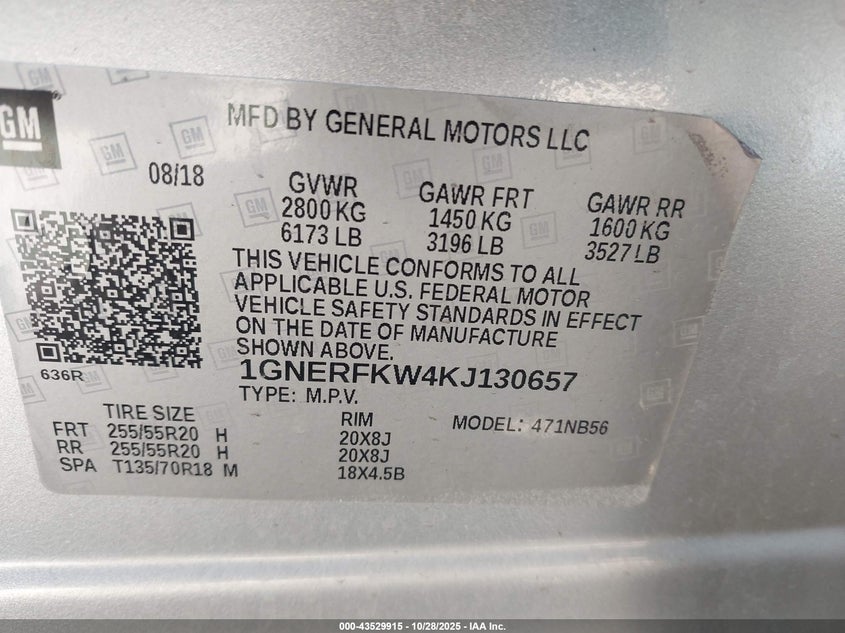 GM
MFD BY GENERAL MOTORS LLC
08/18
GVWR
2800 KG
6173 LB
GAWR FRT
1450 KG
3196 LB
GAWR RR
1600 KG
3527 LB
THIS VEHICLE CONFORMS TO ALL
APPLICABLE U.S. FEDERAL MOTOR
VEHICLE SAFETY STANDARDS IN EFFECT
ON THE DATE OF MANUFACTURE
SHOWN ABOVE.
636R
1GNERFKW4KJ130657
TYPE: M.P.V.
TIRE SIZE RIM MODEL: 471NB56
FRT 255/55R20 H 20X8J
RR 255/55R20 H 20X8J
SPA T135/70R18 M 18X4.5B
000-43529915 - 10/28/2025 - IAA Inc.